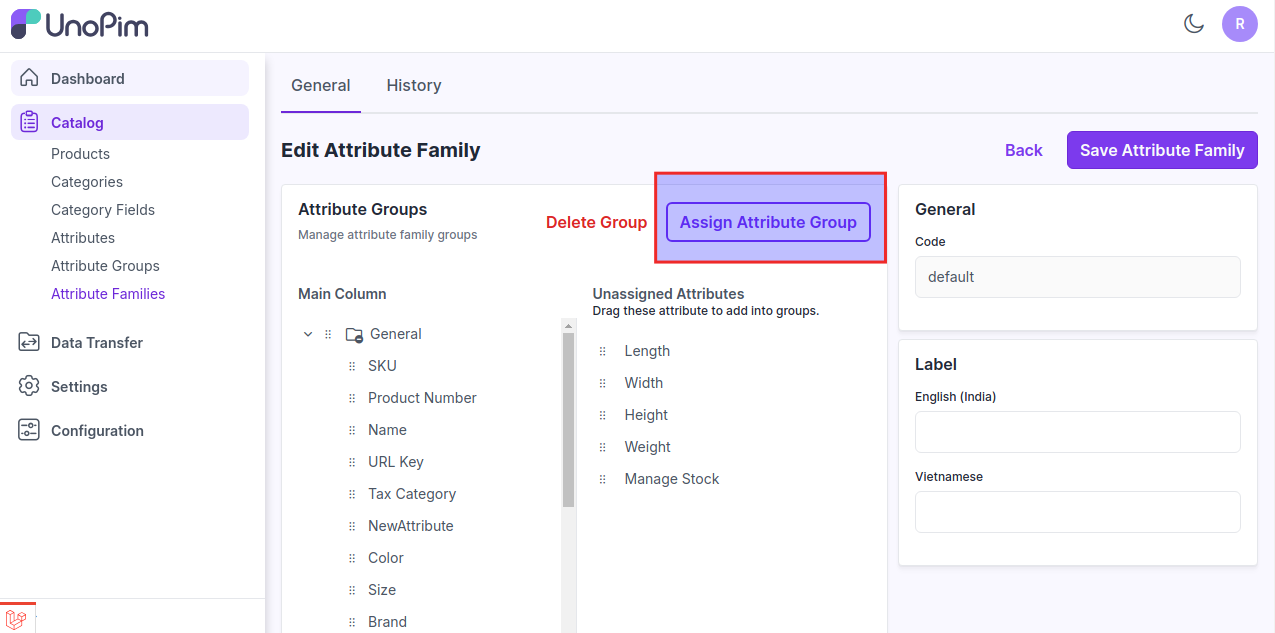 UnoPim
R
Dashboard
Catalog
Products
Categories
Category Fields
Attributes
Attribute Groups
Attribute Families
Data Transfer
Settings
Configuration
General
History
Edit Attribute Family
Back
Save Attribute Family
Attribute Groups
Manage attribute family groups
Delete Group
Assign Attribute Group
Main Column
General
SKU
Product Number
Name
URL Key
Tax Category
NewAttribute
Color
Size
Brand
Unassigned Attributes
Drag these attribute to add into groups.
Length
Width
Height
Weight
Manage Stock
General
Code
default
Label
English (India)
Vietnamese